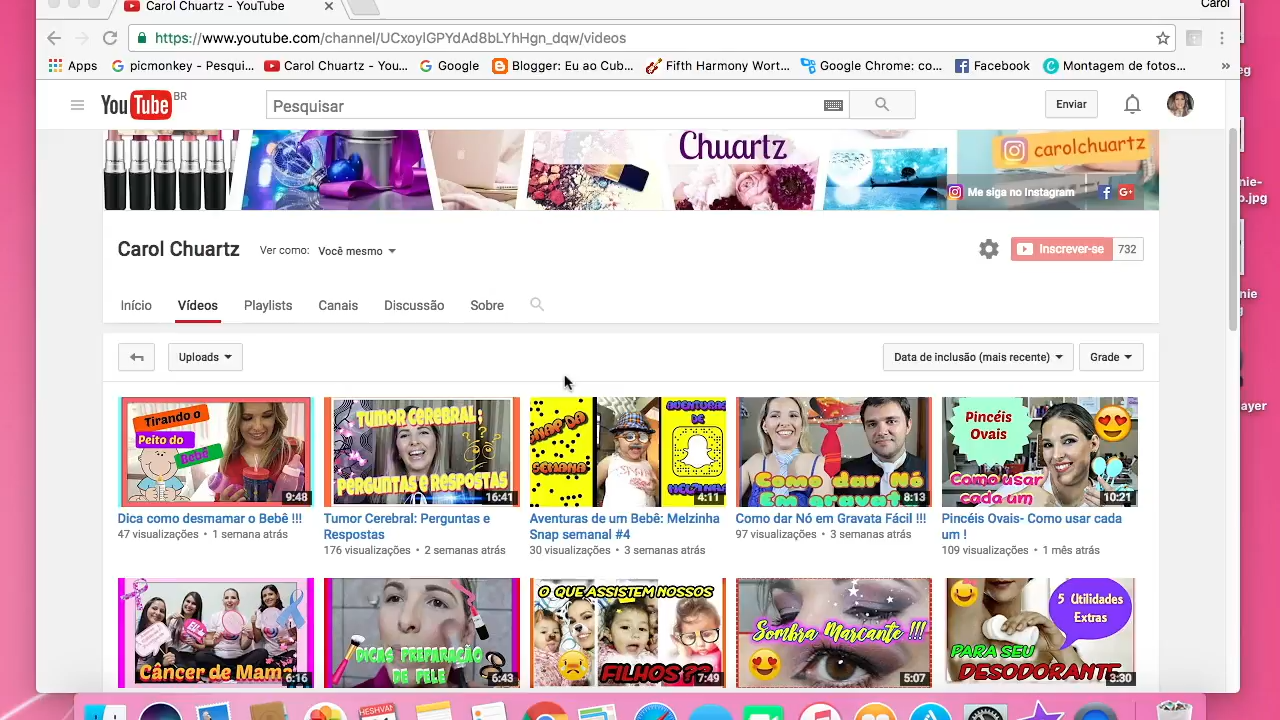 Carol Chuartz - YouTube
Carol
https://www.youtube.com/channel/UCxoyIGPYdAd8bLYhHgn_dqw/videos
Apps
picmonkey - Pesqui...
Carol Chuartz - You...
Google
Blogger: Eu ao Cub...
Fifth Harmony Wort...
Google Chrome: co...
Facebook
Montagem de fotos...
YouTube BR
Pesquisar
Enviar
Chuartz
carolchuartz
Me siga no Instagram
Carol Chuartz
Ver como: Você mesmo
Inscrever-se 732
Início
Vídeos
Playlists
Canais
Discussão
Sobre
Uploads
Data de inclusão (mais recente)
Grade
Tirando o
Peito do
Bebê
9:48
TUMOR CEREBRAL:
PERGUNTAS E
RESPOSTAS
16:41
SNAP DA
SEMANA
AVENTURAS
DE
MELZINHA
4:11
Como dar Nó
Em gravata
8:13
Pincéis
Ovais
Como usar
cada um
10:21
Dica como desmamar o Bebê !!!
47 visualizações • 1 semana atrás
Tumor Cerebral: Perguntas e
Respostas
176 visualizações • 2 semanas atrás
Aventuras de um Bebê: Melzinha
Snap semanal #4
30 visualizações • 3 semanas atrás
Como dar Nó em Gravata Fácil !!!
97 visualizações • 3 semanas atrás
Pincéis Ovais- Como usar cada
um !
109 visualizações • 1 mês atrás
Câncer de Mama
6:16
DICAS PREPARAÇÃO
DE PELE
6:43
O QUE ASSISTEM NOSSOS
FILHOS??
7:49
Sombra Marcante !!!
5:07
5 Utilidades
Extras
PARA SEU
DESODORANTE
3:30